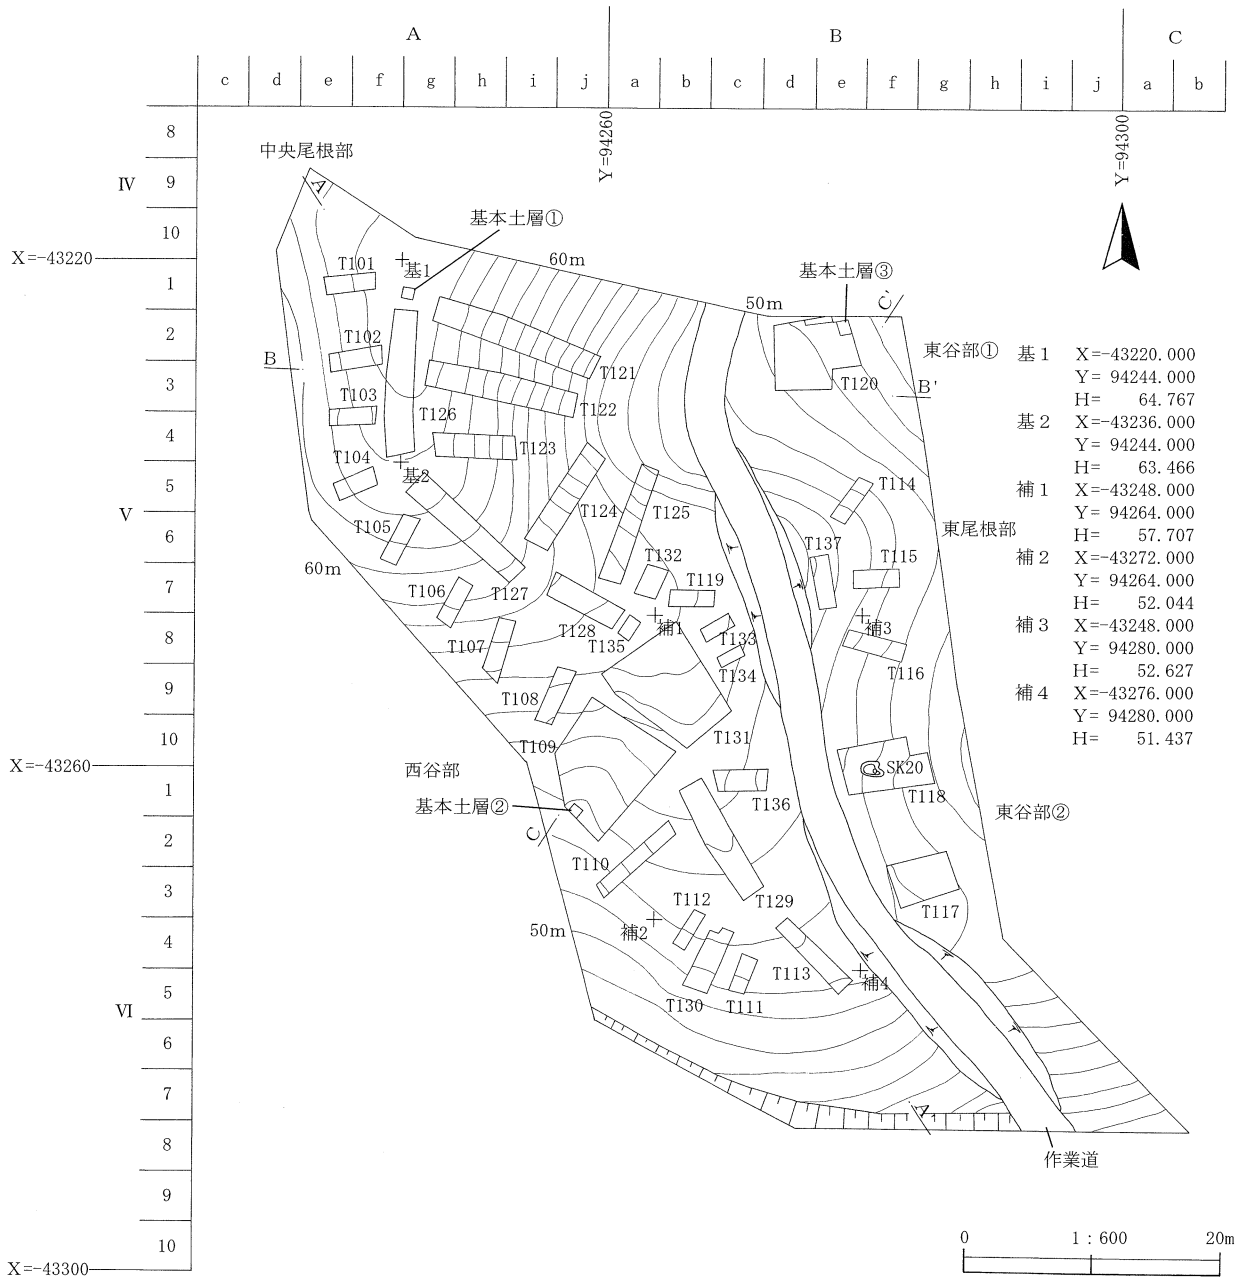 A
B
C
c d e f g h i j a b c d e f g h i j a b
Y=94260
Y=94300
8
中央尾根部
Ⅳ
9
A
10
基本土層①
X=-43220
60m
基本土層③
T101
基1
1
50m
C'
2
T102
東谷部①
B
T121
T120
B'
3
T103
T126
T122
4
T123
T104
基2
5
T114
Ⅴ
T105
T124
T125
東尾根部
6
T137
T132
T115
60m
7
T106
T127
T119
T128
補1
補3
8
T107
T135
T133
T134
T116
9
T108
T109
T131
10
X=-43260
西谷部
SK20
1
基本土層②
T136
T118
東谷部②
C
2
T110
3
T112
T129
T117
補2
50m
4
T113
補4
5
T130
T111
Ⅵ
6
7
A'
8
作業道
9
10
X=-43300
基1 X=-43220.000
Y= 94244.000
H= 64.767
基2 X=-43236.000
Y= 94244.000
H= 63.466
補1 X=-43248.000
Y= 94264.000
H= 57.707
補2 X=-43272.000
Y= 94264.000
H= 52.044
補3 X=-43248.000
Y= 94280.000
H= 52.627
補4 X=-43276.000
Y= 94280.000
H= 51.437
0 1:600 20m